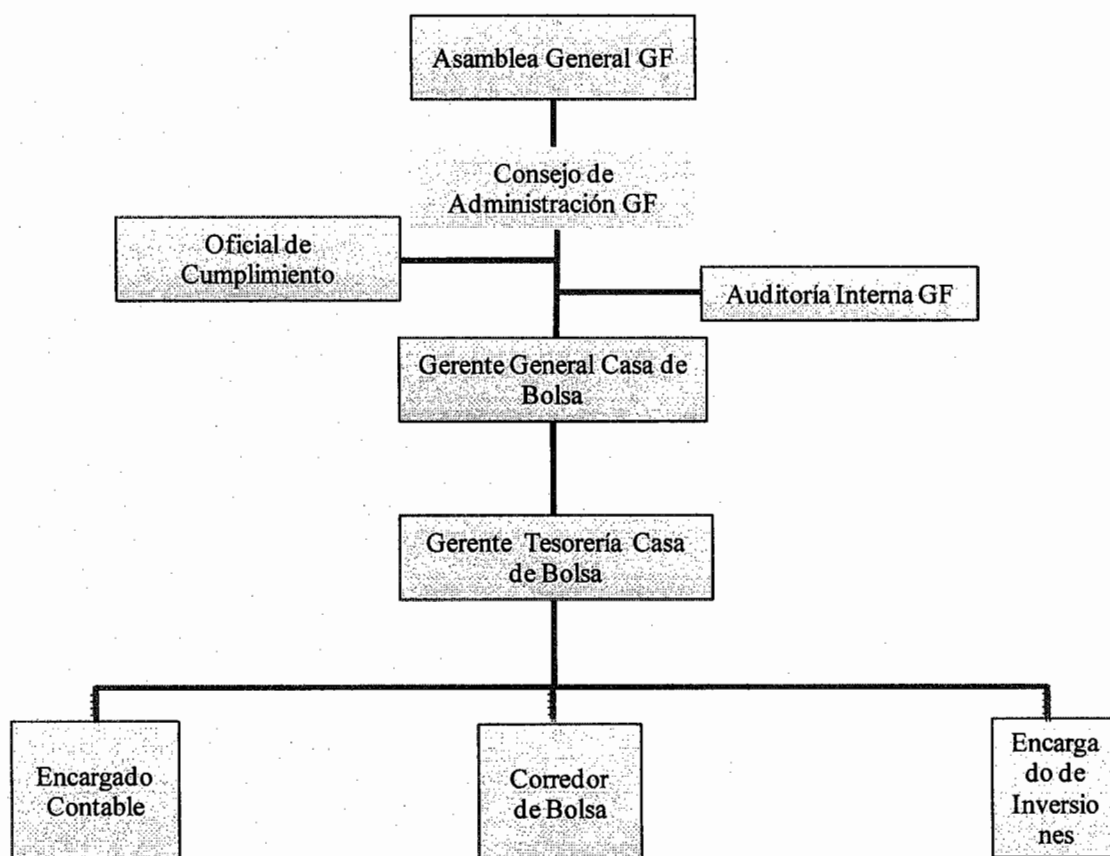 Asamblea General GF
Consejo de
Administración GF
Oficial de
Cumplimiento
Auditoría Interna GF
Gerente General Casa de
Bolsa
Gerente Tesorería Casa
de Bolsa
Encargado
Contable
Corredor
de Bolsa
Encarga
do de
Inversio
nes